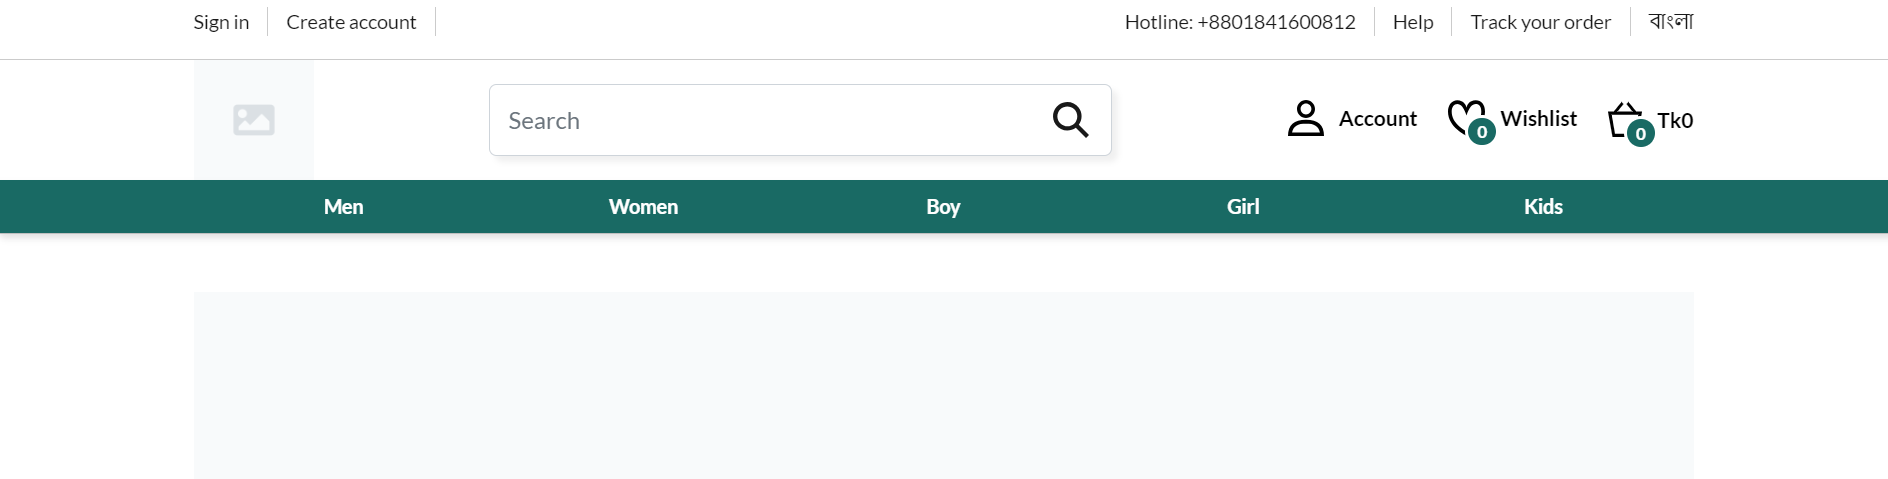 Sign in Create account Hotline: +8801841600812 Help Track your order বাংলা
Search Account 0 Wishlist 0 Tk0
Men Women Boy Girl Kids